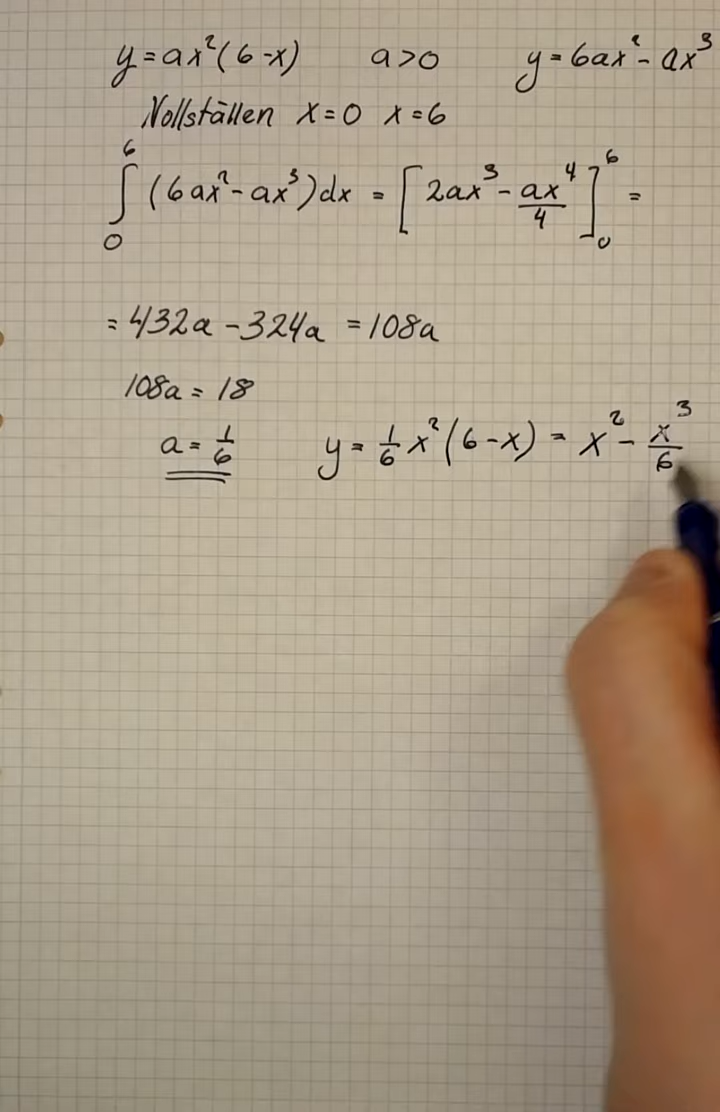 y = ax²(6-x) a>0 y = 6ax² - ax³
Nollställen x=0 x=6
∫₀⁶ (6ax² - ax³)dx = [2ax³ - ax⁴/4]₀⁶ =
= 432a - 324a = 108a
108a = 18
a = 1/6 y = 1/6 x²(6-x) = x² - x³/6